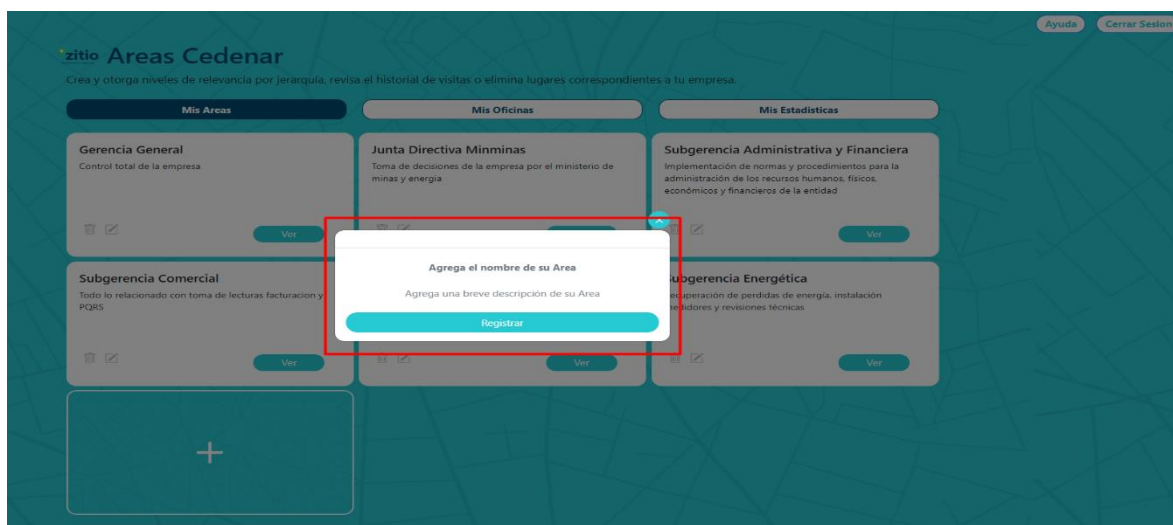 Ayuda
Cerrar Sesion
zitio Areas Cedenar
Crea y otorga niveles de relevancia por jerarquía, revisa el historial de visitas o elimina lugares correspondientes a tu empresa.
Mis Areas
Mis Oficinas
Mis Estadisticas
Gerencia General
Control total de la empresa
Ver
Junta Directiva Minminas
Toma de decisiones de la empresa por el ministerio de
minas y energia
Subgerencia Administrativa y Financiera
Implementación de normas y procedimientos para la
administración de los recursos humanos, físicos,
económicos y financieros de la entidad
Ver
Agrega el nombre de su Area
Agrega una breve descripción de su Area
Registrar
Subgerencia Comercial
Todo lo relacionado con toma de lecturas facturacion y
PQRS
Ver
Ver
Subgerencia Energética
Recuperación de perdidas de energía, instalación
medidores y revisiones técnicas
Ver